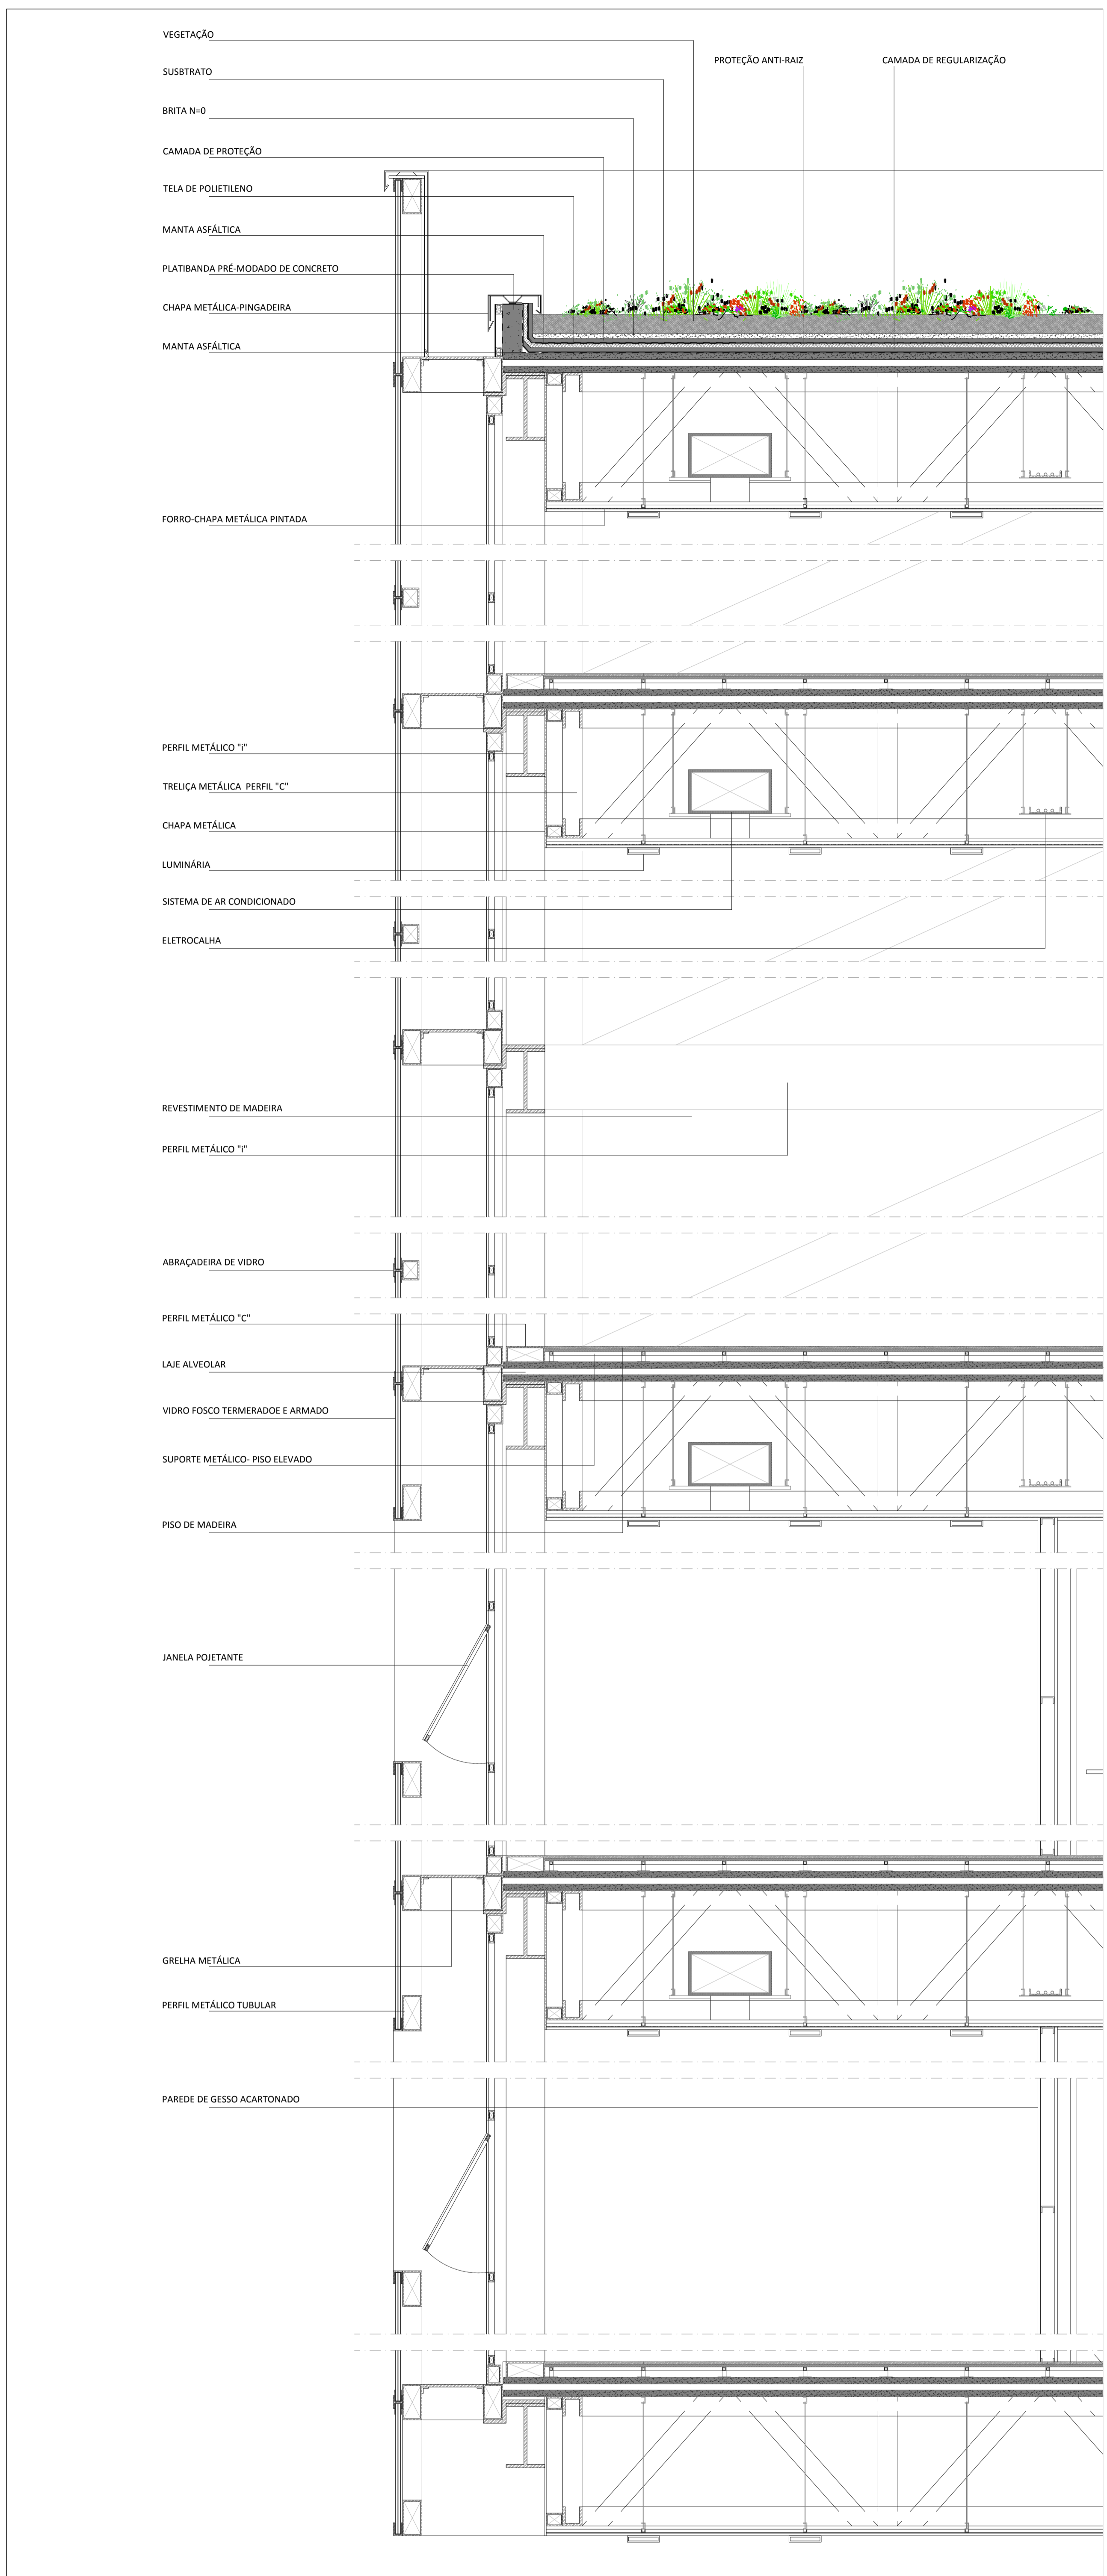 VEGETAÇÃO
PROTEÇÃO ANTI-RAIZ
CAMADA DE REGULARIZAÇÃO
SUSBTRATO
BRITA N=0
CAMADA DE PROTEÇÃO
TELA DE POLIETILENO
MANTA ASFÁLTICA
PLATIBANDA PRÉ-MODADO DE CONCRETO
CHAPA METÁLICA-PINGADEIRA
MANTA ASFÁLTICA
FORRO-CHAPA METÁLICA PINTADA
PERFIL METÁLICO "i"
TRELIÇA METÁLICA PERFIL "C"
CHAPA METÁLICA
LUMINÁRIA
SISTEMA DE AR CONDICIONADO
ELETROCALHA
REVESTIMENTO DE MADEIRA
PERFIL METÁLICO "i"
ABRAÇADEIRA DE VIDRO
PERFIL METÁLICO "C"
LAJE ALVEOLAR
VIDRO FOSCO TERMERADOE E ARMADO
SUPORTE METÁLICO- PISO ELEVADO
PISO DE MADEIRA
JANELA POJETANTE
GRELHA METÁLICA
PERFIL METÁLICO TUBULAR
PAREDE DE GESSO ACARTONADO